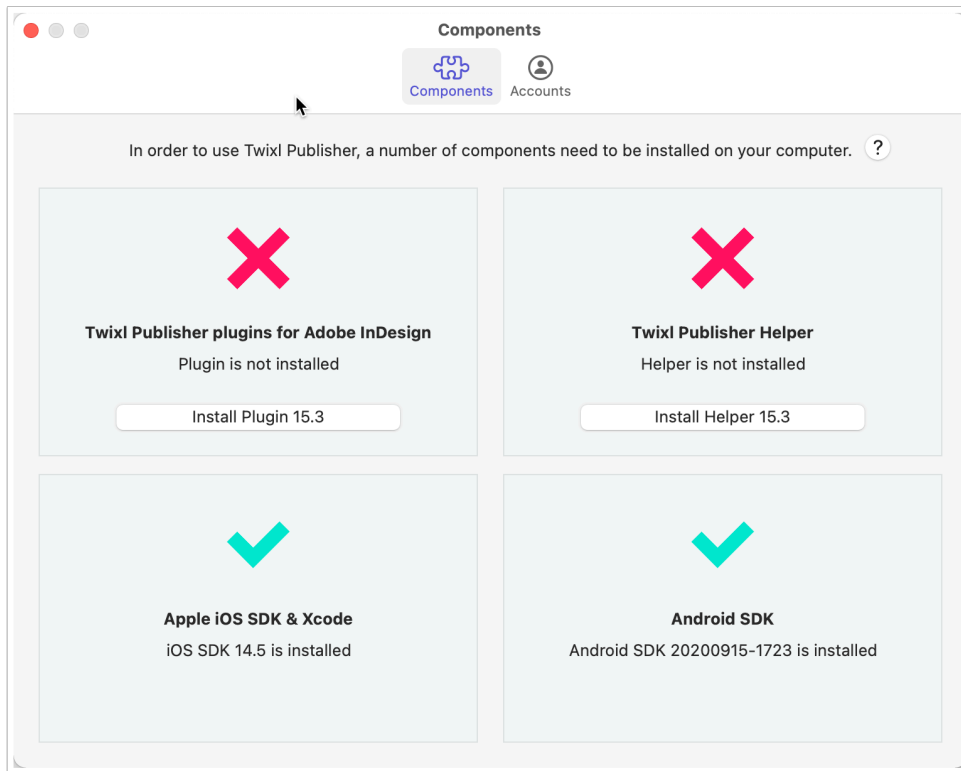 Components
Components
Accounts
In order to use Twixl Publisher, a number of components need to be installed on your computer.
?
Twixl Publisher plugins for Adobe InDesign
Plugin is not installed
Install Plugin 15.3
Twixl Publisher Helper
Helper is not installed
Install Helper 15.3
Apple iOS SDK & Xcode
iOS SDK 14.5 is installed
Android SDK
Android SDK 20200915-1723 is installed